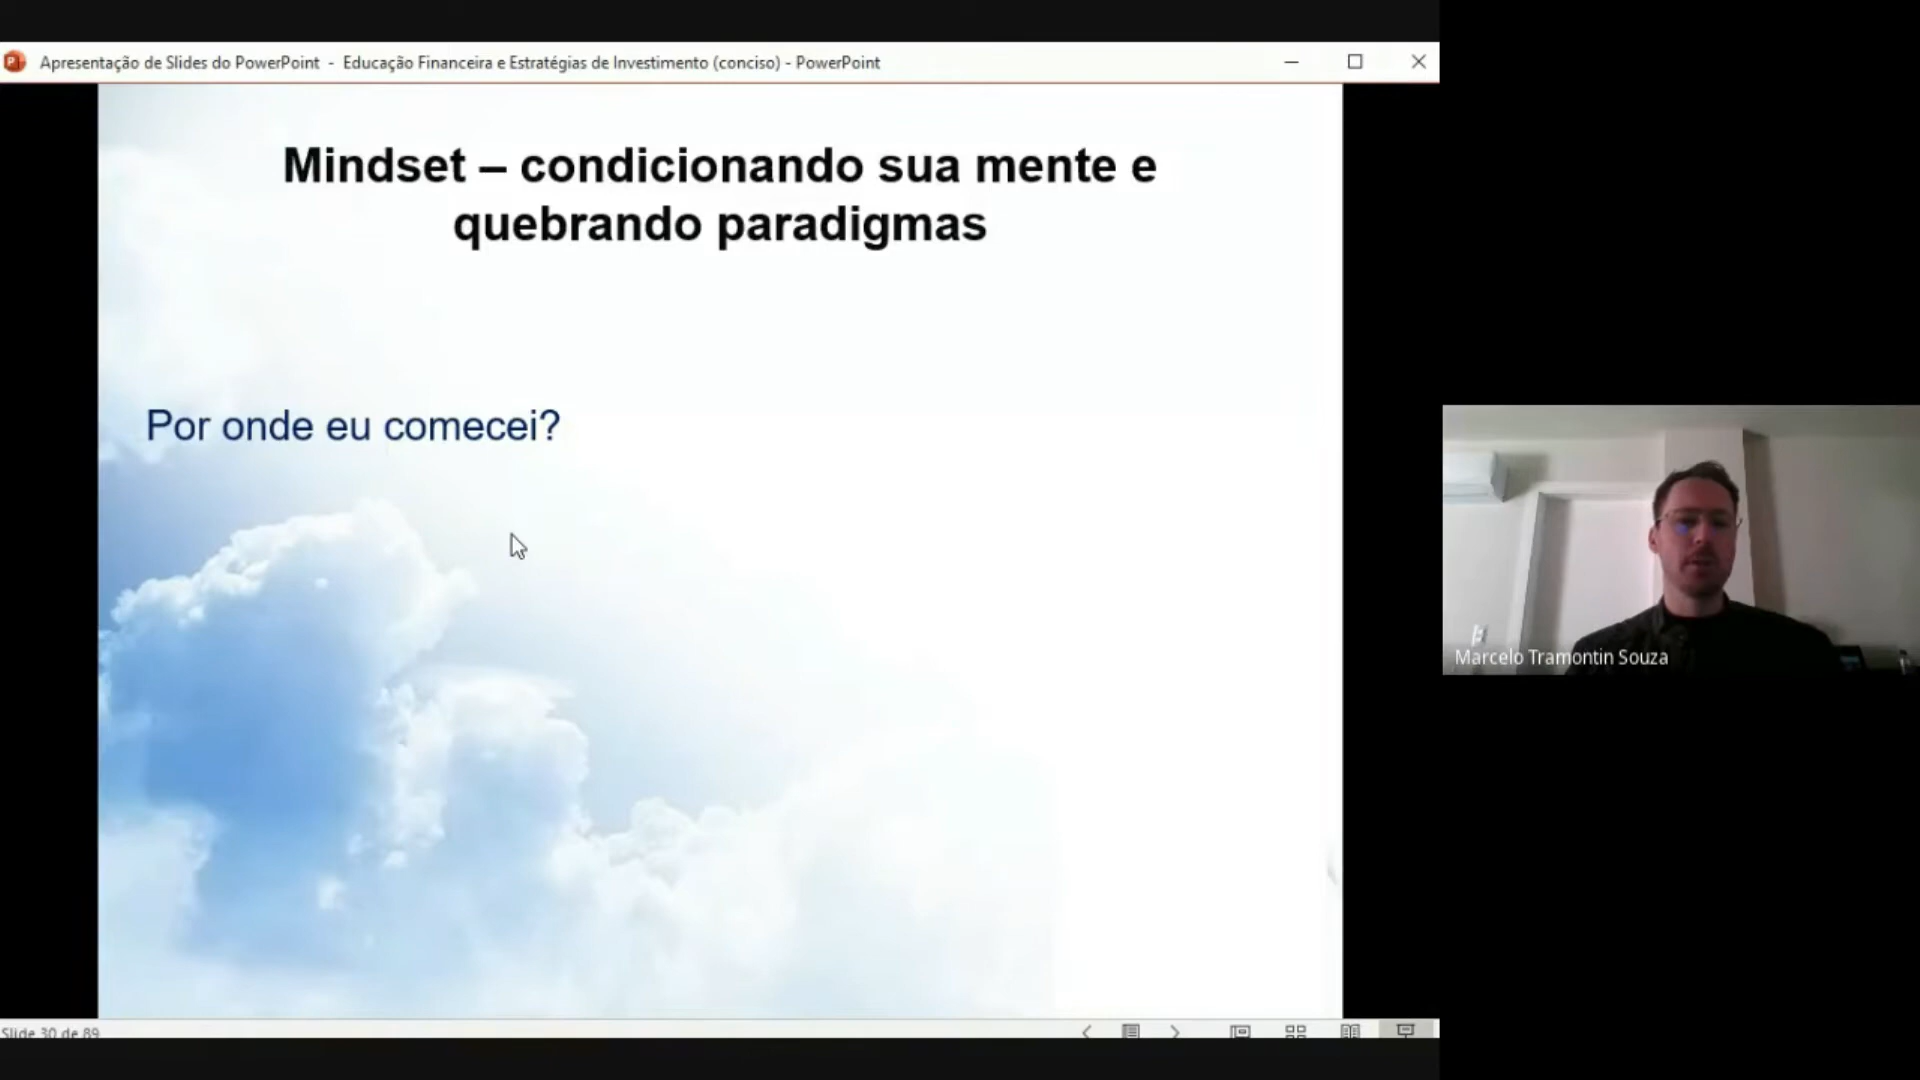 Apresentação de Slides do PowerPoint - Educação Financeira e Estratégias de Investimento (conciso) - PowerPoint
Mindset – condicionando sua mente e
quebrando paradigmas
Por onde eu comecei?
Marcelo Tramontin Souza
Slide 30 de 89